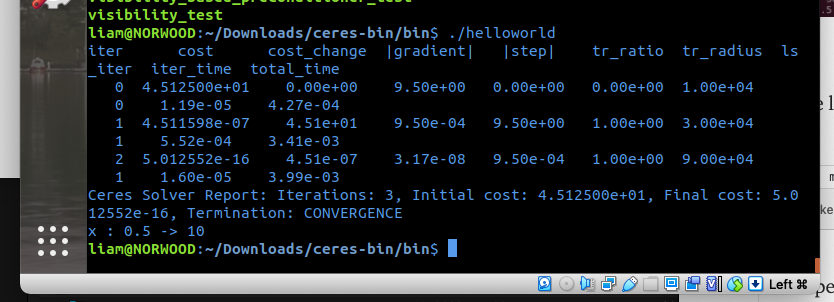 visibility_test
liam@NORWOOD:~/Downloads/ceres-bin/bin$ ./helloworld
iter      cost      cost_change  |gradient|   |step|    tr_ratio  tr_radius  ls
_iter  iter_time  total_time
   0  4.512500e+01    0.00e+00    9.50e+00   0.00e+00   0.00e+00  1.00e+04
   0    1.19e-05    4.27e-04
   1  4.511598e-07    4.51e+01    9.50e-04   9.50e+00   1.00e+00  3.00e+04
   1    5.52e-04    3.41e-03
   2  5.012552e-16    4.51e-07    3.17e-08   9.50e-04   1.00e+00  9.00e+04
   1    1.60e-05    3.99e-03
Ceres Solver Report: Iterations: 3, Initial cost: 4.512500e+01, Final cost: 5.0
12552e-16, Termination: CONVERGENCE
x : 0.5 -> 10
liam@NORWOOD:~/Downloads/ceres-bin/bin$
Left ⌘